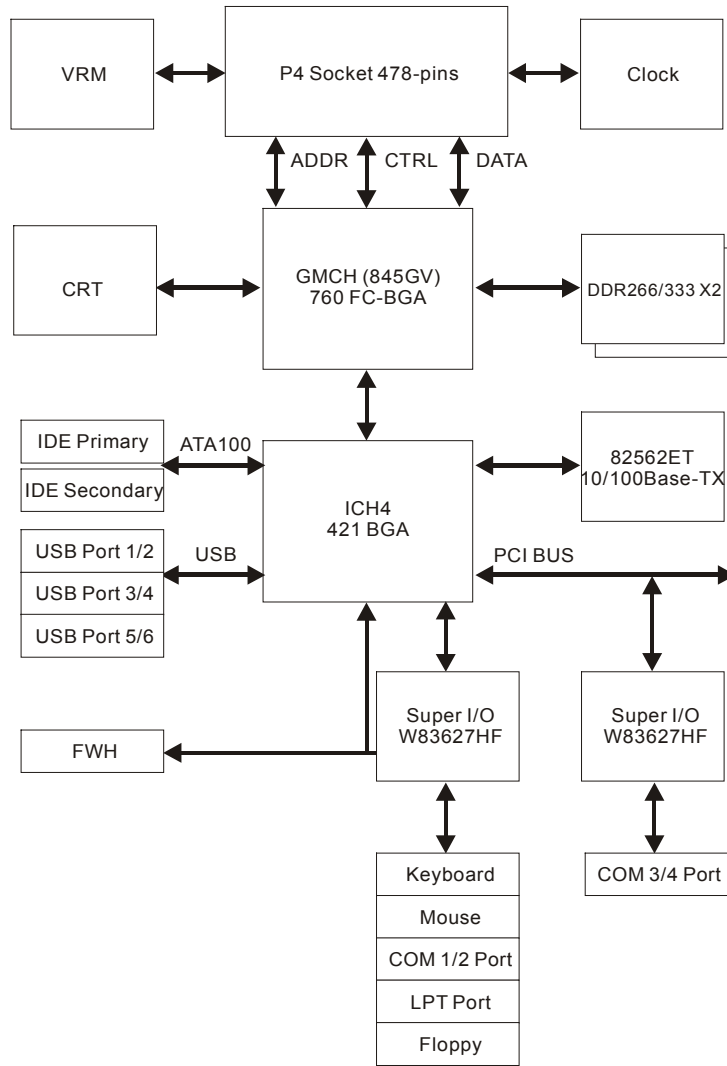 VRM
P4 Socket 478-pins
Clock
ADDR
CTRL
DATA
CRT
GMCH (845GV)
760 FC-BGA
DDR266/333 X2
IDE Primary
IDE Secondary
ATA100
ICH4
421 BGA
82562ET
10/100Base-TX
USB Port 1/2
USB Port 3/4
USB Port 5/6
USB
PCI BUS
FWH
Super I/O
W83627HF
Super I/O
W83627HF
Keyboard
Mouse
COM 1/2 Port
LPT Port
Floppy
COM 3/4 Port